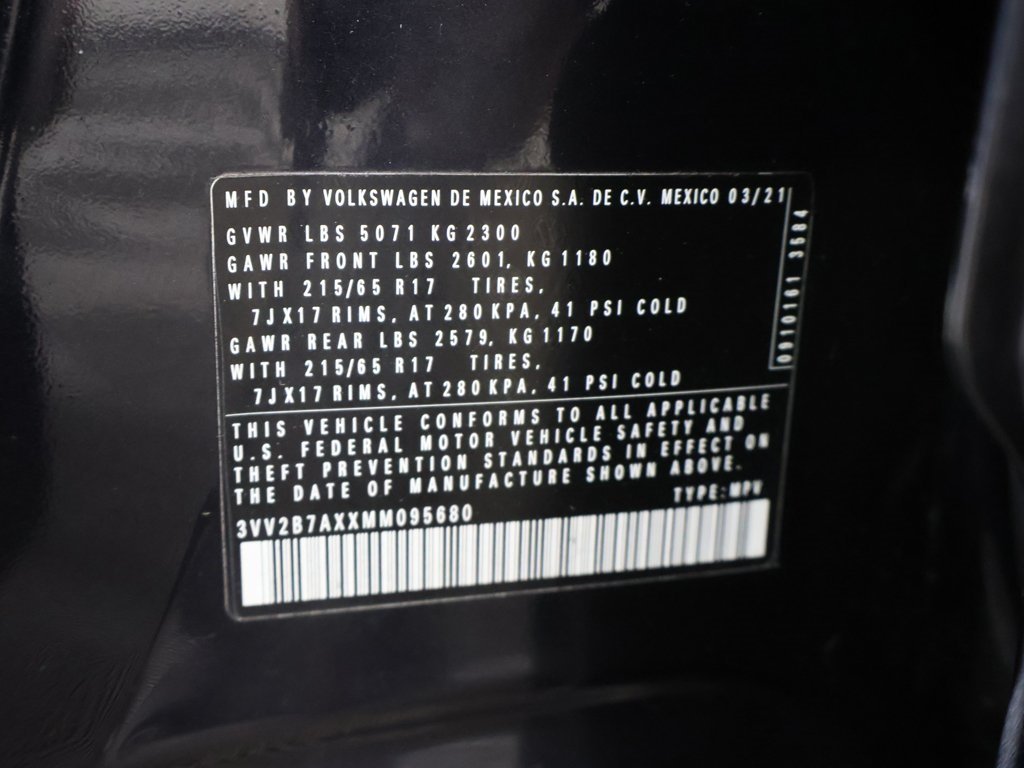 MFD BY VOLKSWAGEN DE MEXICO S.A. DE C.V. MEXICO 03/21
GVWR LBS 5071 KG 2300
GAWR FRONT LBS 2601, KG 1180
WITH 215/65 R17 TIRES,
7JX17 RIMS, AT 280 KPA, 41 PSI COLD
GAWR REAR LBS 2579, KG 1170
WITH 215/65 R17 TIRES,
7JX17 RIMS, AT 280 KPA, 41 PSI COLD
0910161 3584
THIS VEHICLE CONFORMS TO ALL APPLICABLE
U.S. FEDERAL MOTOR VEHICLE SAFETY AND
THEFT PREVENTION STANDARDS IN EFFECT ON
THE DATE OF MANUFACTURE SHOWN ABOVE.
TYPE: MPV
3VV2B7AXXMM095680